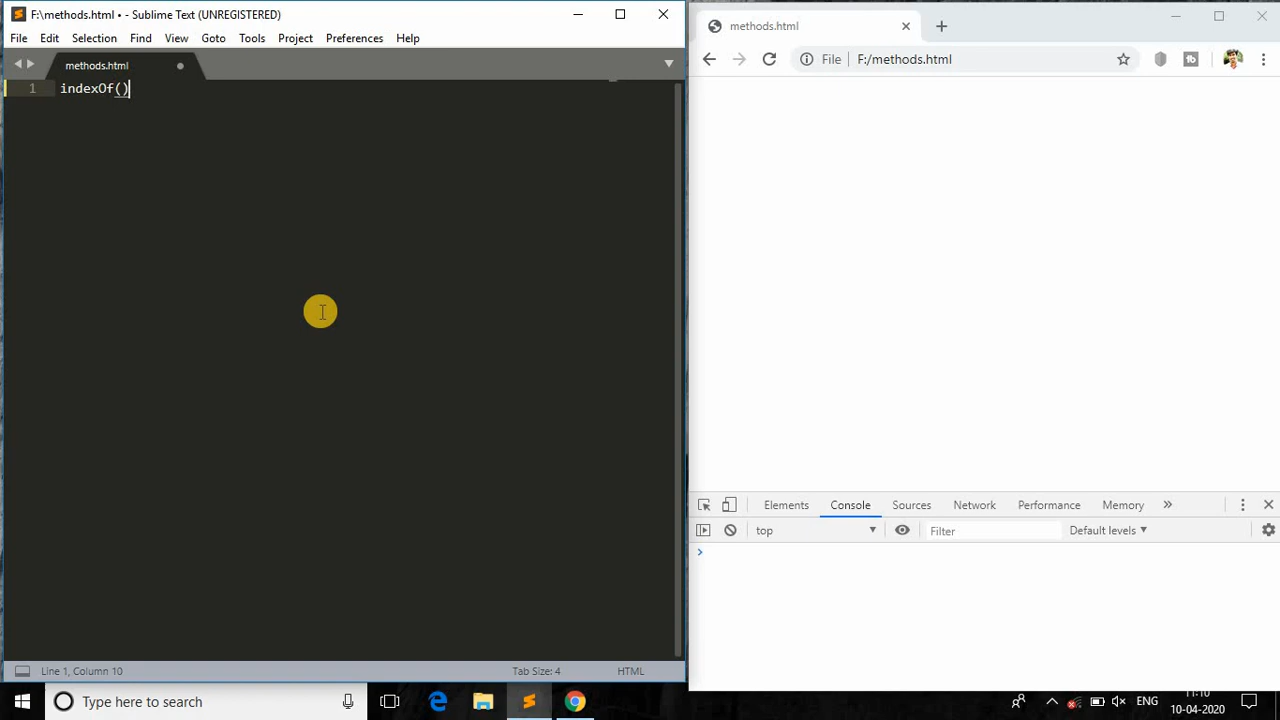 F:\methods.html • - Sublime Text (UNREGISTERED)
File Edit Selection Find View Goto Tools Project Preferences Help
methods.html
1 indexOf()
Line 1, Column 10 Tab Size: 4 HTML
methods.html
File F:/methods.html
Elements Console Sources Network Performance Memory »
top Filter Default levels
Type here to search
ENG
11:10
10-04-2020